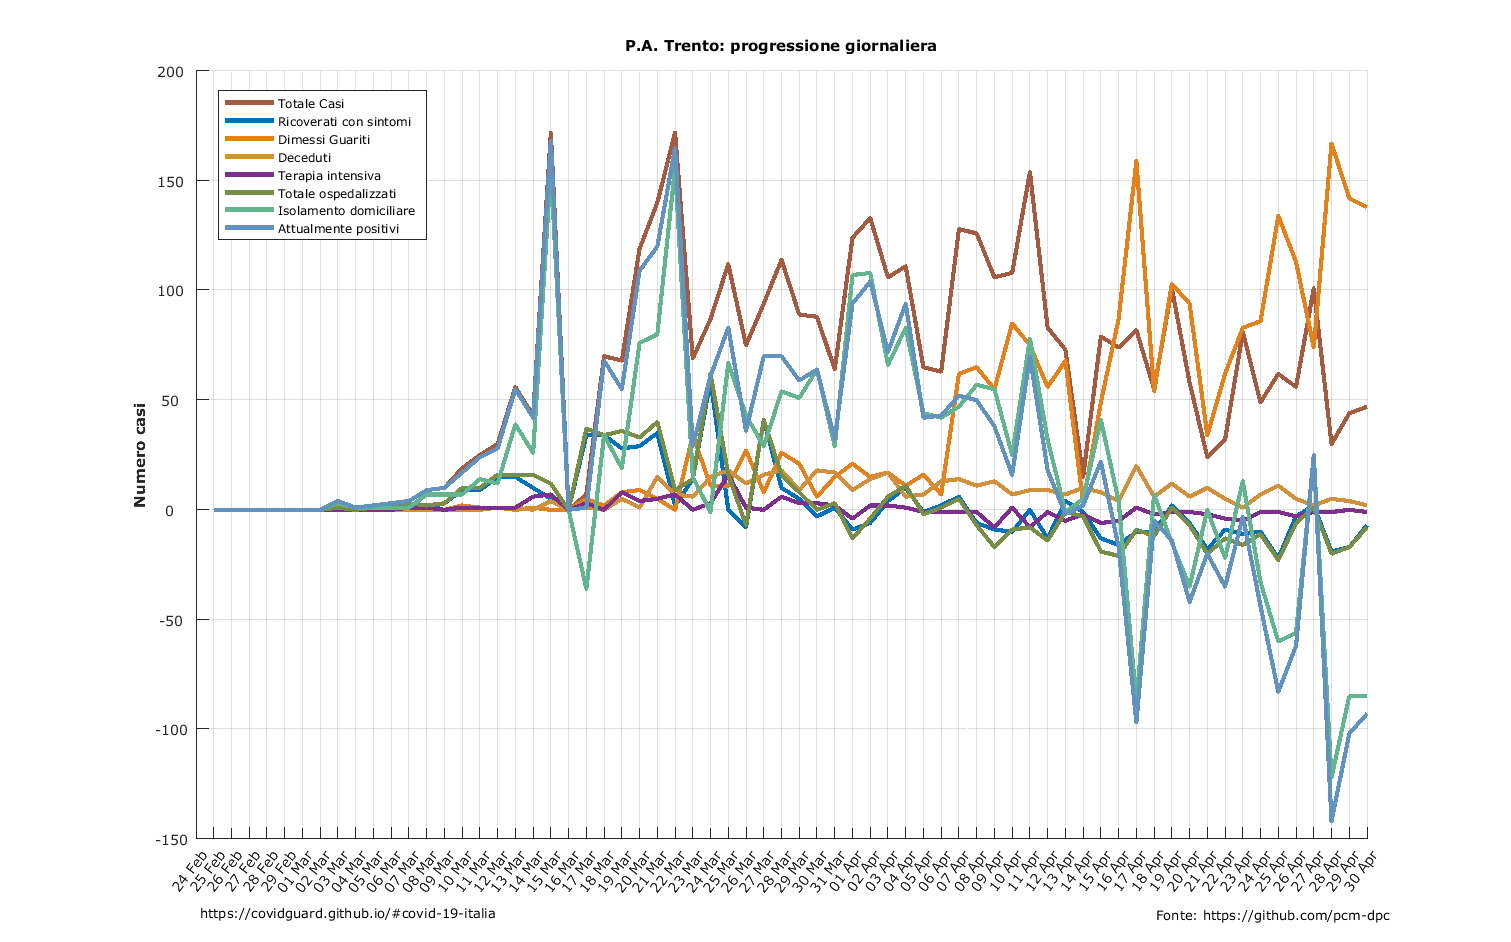 P.A. Trento: progressione giornaliera
200
150
100
50
0
-50
-100
-150
Numero casi
Totale Casi
Ricoverati con sintomi
Dimessi Guariti
Deceduti
Terapia intensiva
Totale ospedalizzati
Isolamento domiciliare
Attualmente positivi
24 Feb
25 Feb
26 Feb
27 Feb
28 Feb
29 Feb
01 Mar
02 Mar
03 Mar
04 Mar
05 Mar
06 Mar
07 Mar
08 Mar
09 Mar
10 Mar
11 Mar
12 Mar
13 Mar
14 Mar
15 Mar
16 Mar
17 Mar
18 Mar
19 Mar
20 Mar
21 Mar
22 Mar
23 Mar
24 Mar
25 Mar
26 Mar
27 Mar
28 Mar
29 Mar
30 Mar
31 Mar
01 Apr
02 Apr
03 Apr
04 Apr
05 Apr
06 Apr
07 Apr
08 Apr
09 Apr
10 Apr
11 Apr
12 Apr
13 Apr
14 Apr
15 Apr
16 Apr
17 Apr
18 Apr
19 Apr
20 Apr
21 Apr
22 Apr
23 Apr
24 Apr
25 Apr
26 Apr
27 Apr
28 Apr
29 Apr
30 Apr
https://covidguard.github.io/#covid-19-italia
Fonte: https://github.com/pcm-dpc